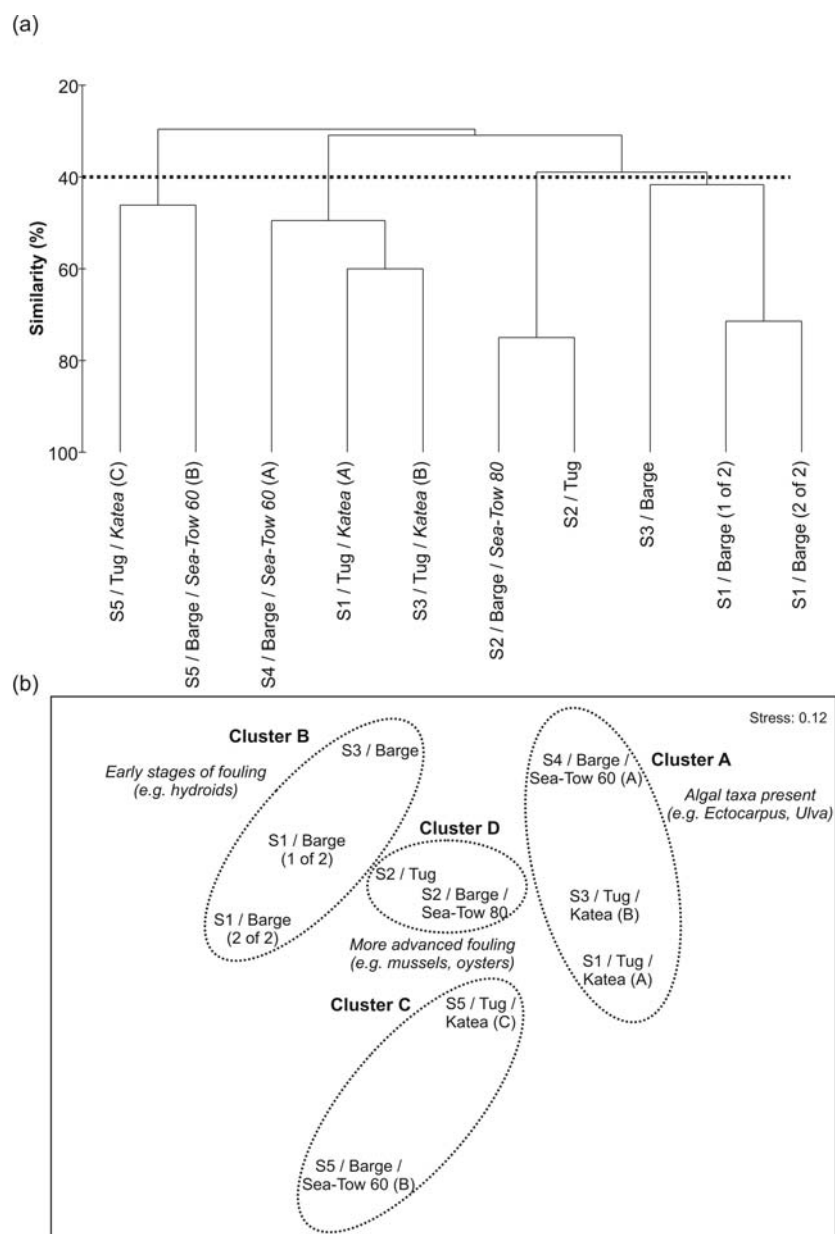 (a)
20
40
60
80
100
Similarity (%)
S5 / Tug / Katea (C)
S5 / Barge / Sea-Tow 60 (B)
S4 / Barge / Sea-Tow 60 (A)
S1 / Tug / Katea (A)
S3 / Tug / Katea (B)
S2 / Barge / Sea-Tow 80
S2 / Tug
S3 / Barge
S1 / Barge (1 of 2)
S1 / Barge (2 of 2)
(b)
Stress: 0.12
Cluster B
Early stages of fouling
(e.g. hydroids)
S3 / Barge
S1 / Barge
(1 of 2)
S1 / Barge
(2 of 2)
Cluster D
S2 / Tug
S2 / Barge /
Sea-Tow 80
More advanced fouling
(e.g. mussels, oysters)
S4 / Barge /
Sea-Tow 60 (A)
Cluster A
Algal taxa present
(e.g. Ectocarpus, Ulva)
S3 / Tug /
Katea (B)
S1 / Tug /
Katea (A)
Cluster C
S5 / Tug /
Katea (C)
S5 / Barge /
Sea-Tow 60 (B)